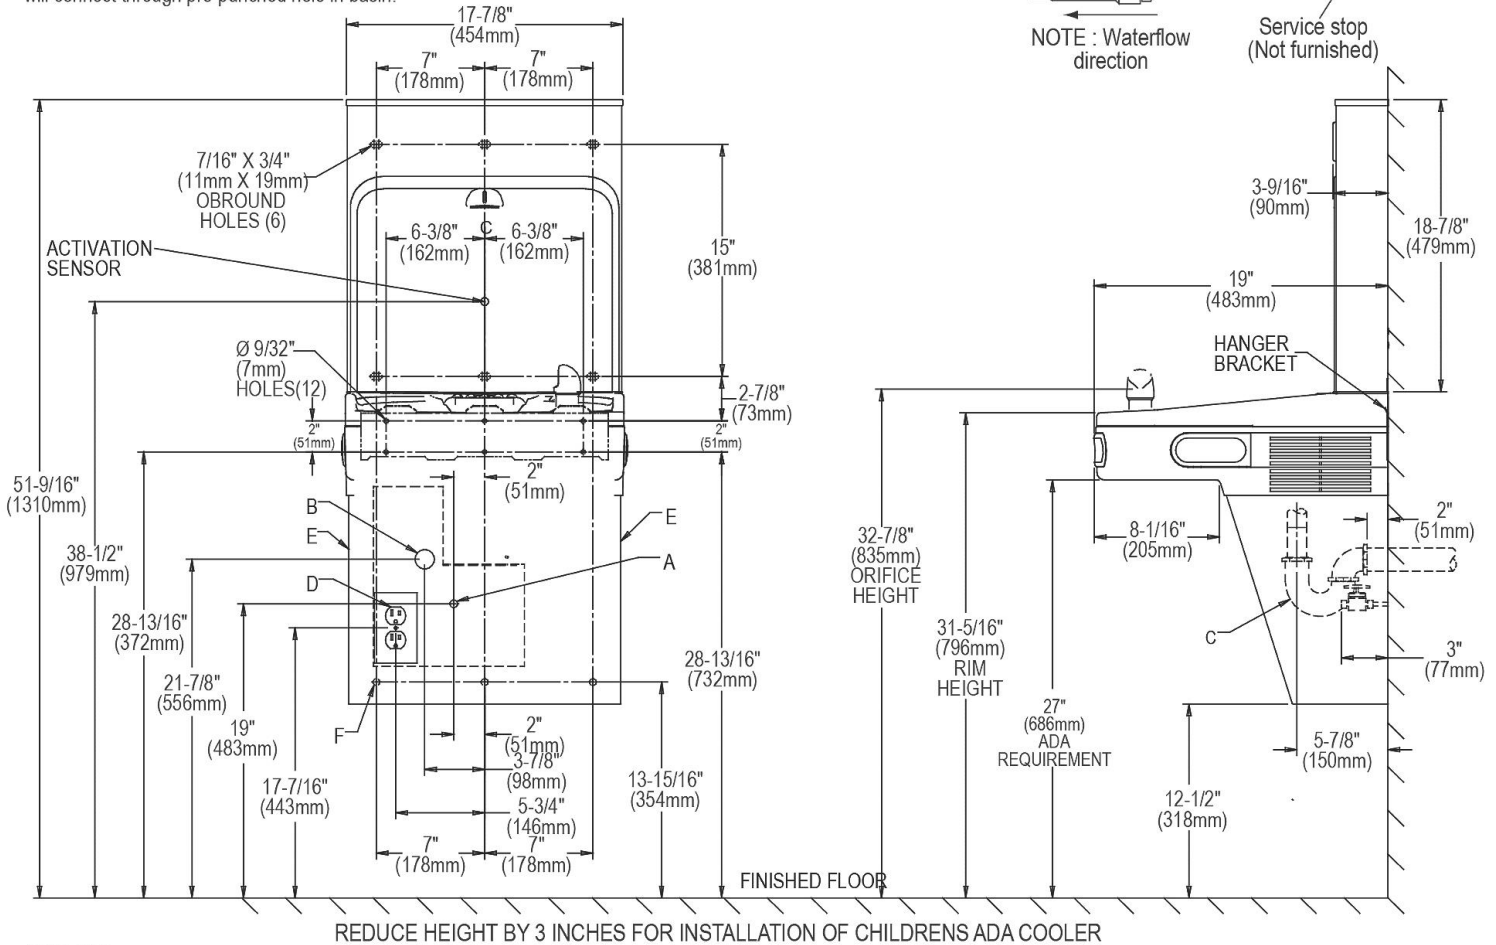 will connect through pre-punched hole in basin.
17-7/8"
(454mm)
7"
(178mm)
7"
(178mm)
NOTE : Waterflow
direction
Service stop
(Not furnished)
7/16" X 3/4"
(11mm X 19mm)
OBROUND
HOLES (6)
ACTIVATION
SENSOR
C
6-3/8"
(162mm)
6-3/8"
(162mm)
15"
(381mm)
Ø 9/32"
(7mm)
HOLES(12)
2-7/8"
(73mm)
2"
(51mm)
2"
(51mm)
2"
(51mm)
51-9/16"
(1310mm)
38-1/2"
(979mm)
28-13/16"
(372mm)
21-7/8"
(556mm)
19"
(483mm)
17-7/16"
(443mm)
B
E
D
F
E
A
2"
(51mm)
3-7/8"
(98mm)
5-3/4"
(146mm)
7"
(178mm)
7"
(178mm)
28-13/16"
(732mm)
13-15/16"
(354mm)
3-9/16"
(90mm)
18-7/8"
(479mm)
19"
(483mm)
HANGER
BRACKET
8-1/16"
(205mm)
2"
(51mm)
32-7/8"
(835mm)
ORIFICE
HEIGHT
31-5/16"
(796mm)
RIM
HEIGHT
C
3"
(77mm)
27"
(686mm)
ADA
REQUIREMENT
5-7/8"
(150mm)
12-1/2"
(318mm)
FINISHED FLOOR
REDUCE HEIGHT BY 3 INCHES FOR INSTALLATION OF CHILDRENS ADA COOLER